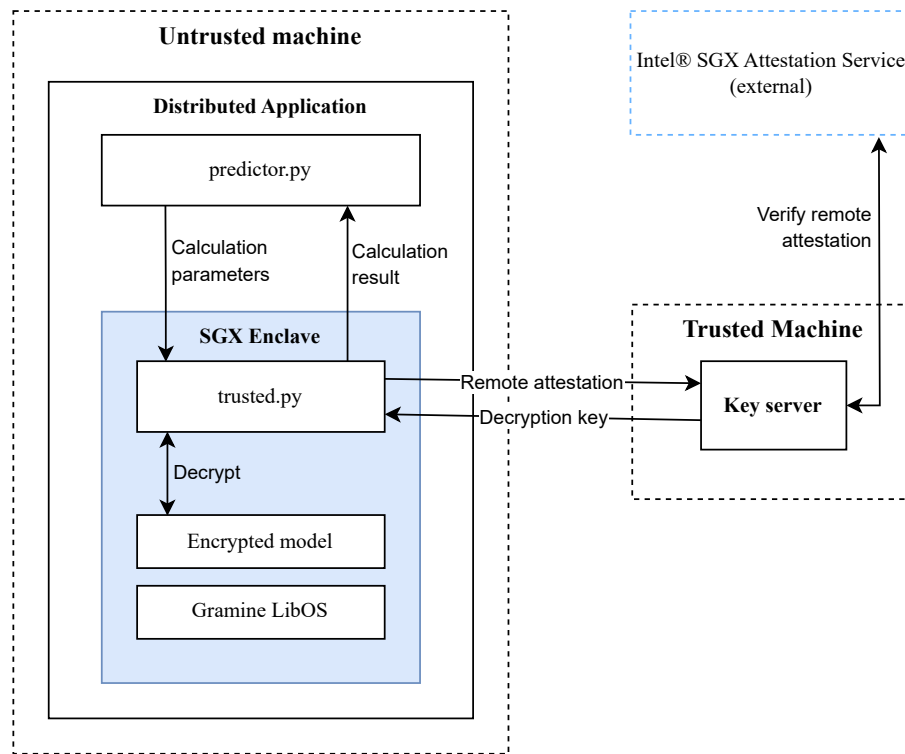 Untrusted machine
Distributed Application
predictor.py
Calculation
parameters
Calculation
result
SGX Enclave
trusted.py
Decrypt
Encrypted model
Gramine LibOS
Remote attestation
Decryption key
Intel® SGX Attestation Service
(external)
Verify remote
attestation
Trusted Machine
Key server